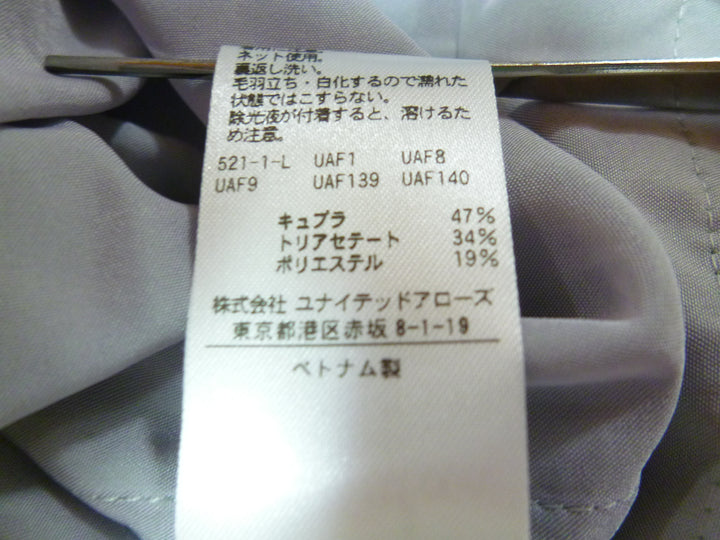 ネット使用。
裏返し洗い。
毛羽立ち・白化するので濡れた
状態ではこすらない。
除光液が付着すると、溶けるた
め注意。
521-1-L UAF1 UAF8
UAF9 UAF139 UAF140
キュプラ 47%
トリアセテート 34%
ポリエステル 19%
株式会社 ユナイテッドアローズ
東京都港区赤坂 8-1-19
ベトナム製